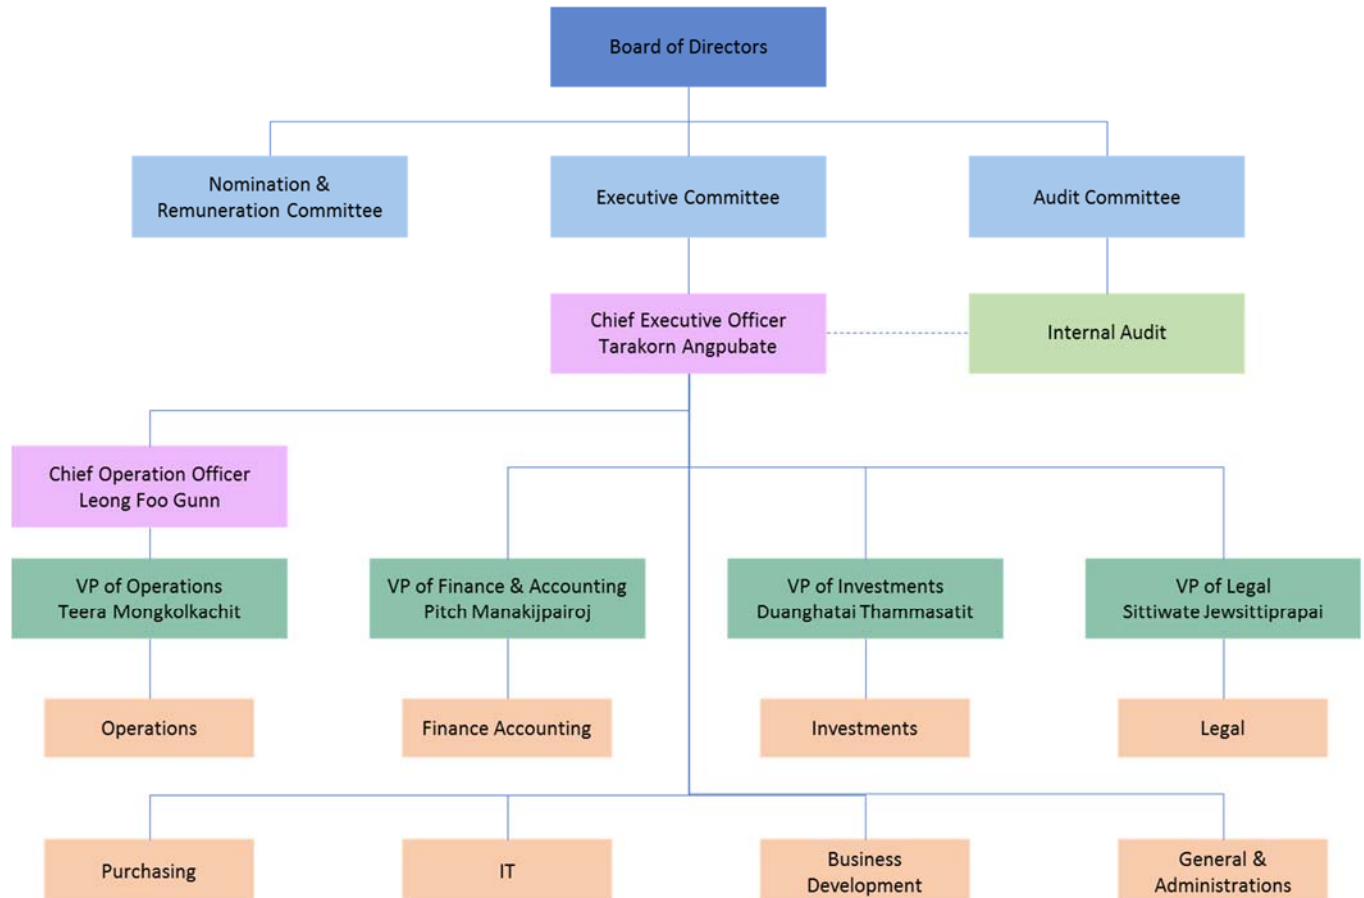 Board of Directors
Nomination &
Remuneration Committee
Executive Committee
Audit Committee
Chief Executive Officer
Tarakorn Angpubate
Internal Audit
Chief Operation Officer
Leong Foo Gunn
VP of Operations
Teera Mongkolkachit
VP of Finance & Accounting
Pitch Manakijpairoj
VP of Investments
Duanghatai Thammasatit
VP of Legal
Sittiwate Jewsittiprapai
Operations
Finance Accounting
Investments
Legal
Purchasing
IT
Business
Development
General &
Administrations